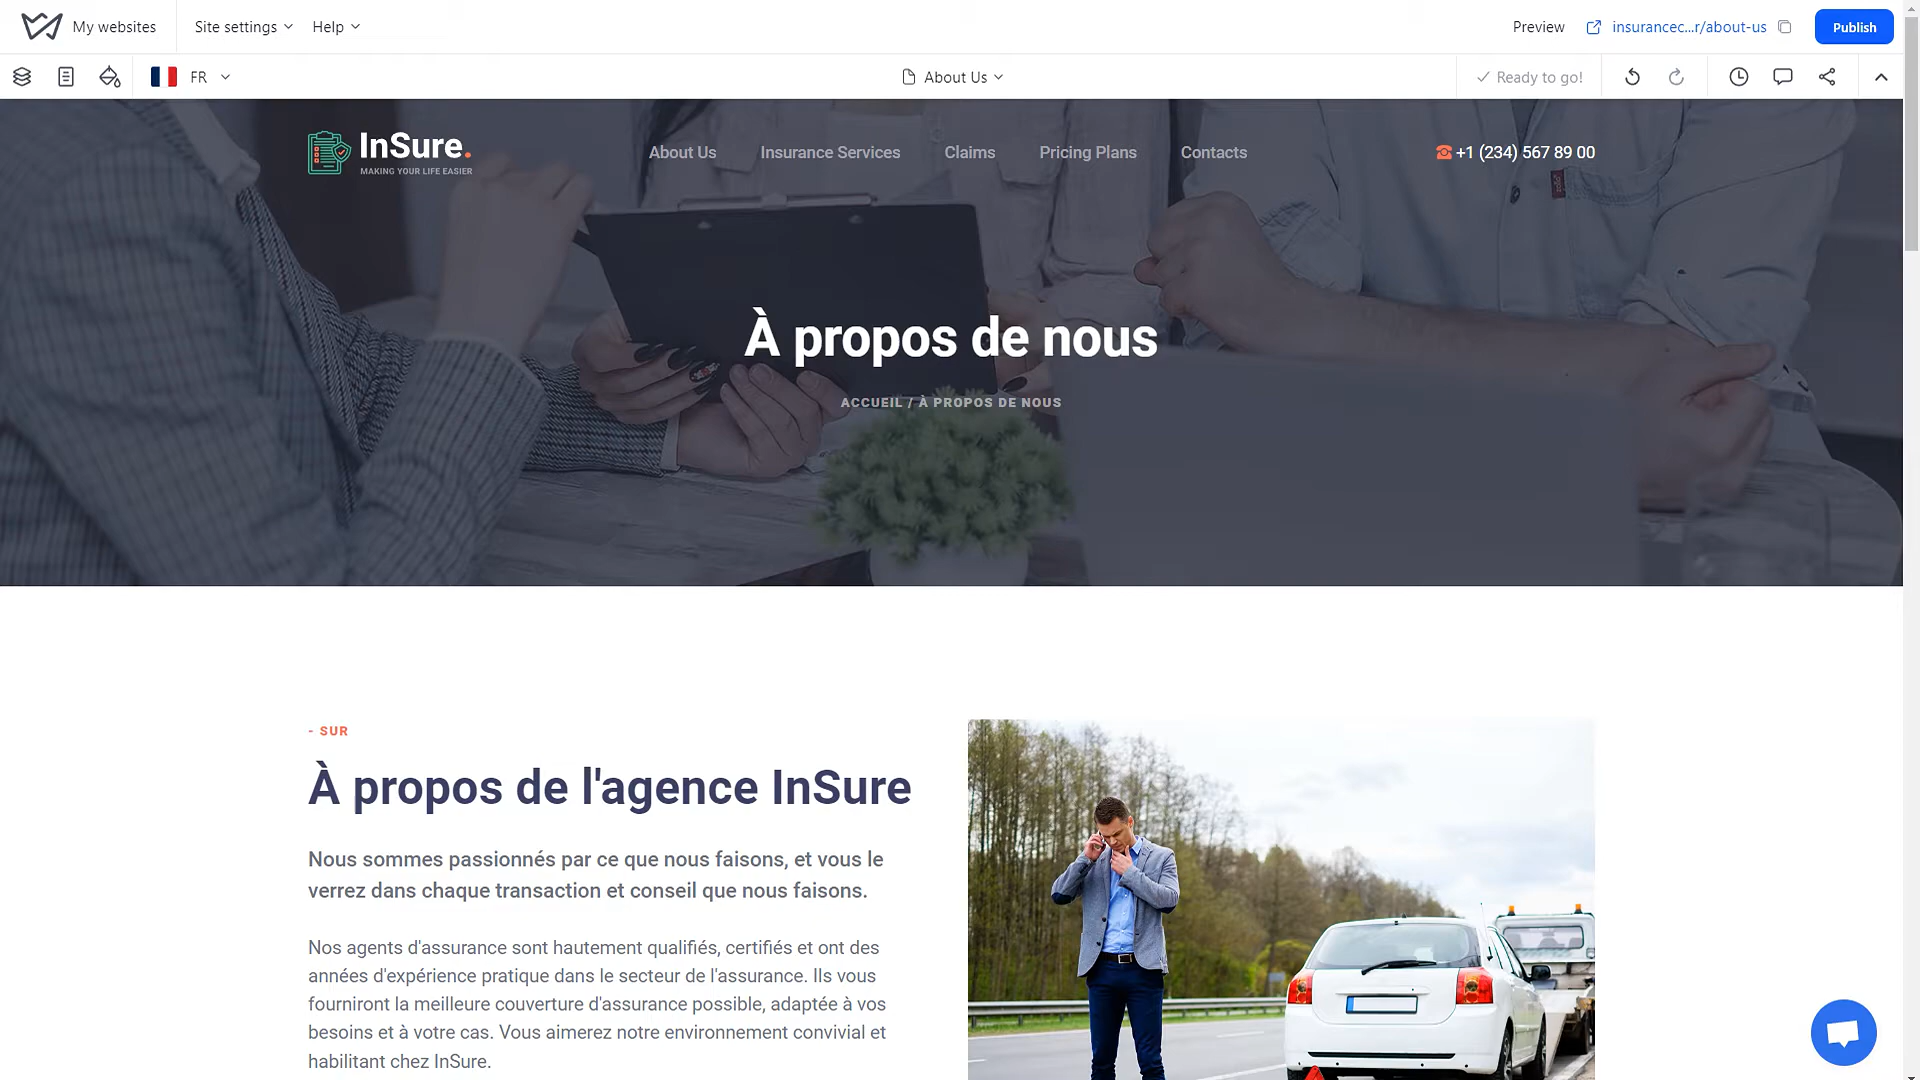 My websites
Site settings
Help
Preview
insurancec...r/about-us
Publish
FR
About Us
Ready to go!
InSure.
MAKING YOUR LIFE EASIER
About Us
Insurance Services
Claims
Pricing Plans
Contacts
+1 (234) 567 89 00
À propos de nous
ACCUEIL / À PROPOS DE NOUS
- SUR
À propos de l'agence InSure
Nous sommes passionnés par ce que nous faisons, et vous le
verrez dans chaque transaction et conseil que nous faisons.
Nos agents d'assurance sont hautement qualifiés, certifiés et ont des
années d'expérience pratique dans le secteur de l'assurance. Ils vous
fourniront la meilleure couverture d'assurance possible, adaptée à vos
besoins et à votre cas. Vous aimerez notre environnement convivial et
habilitant chez InSure.